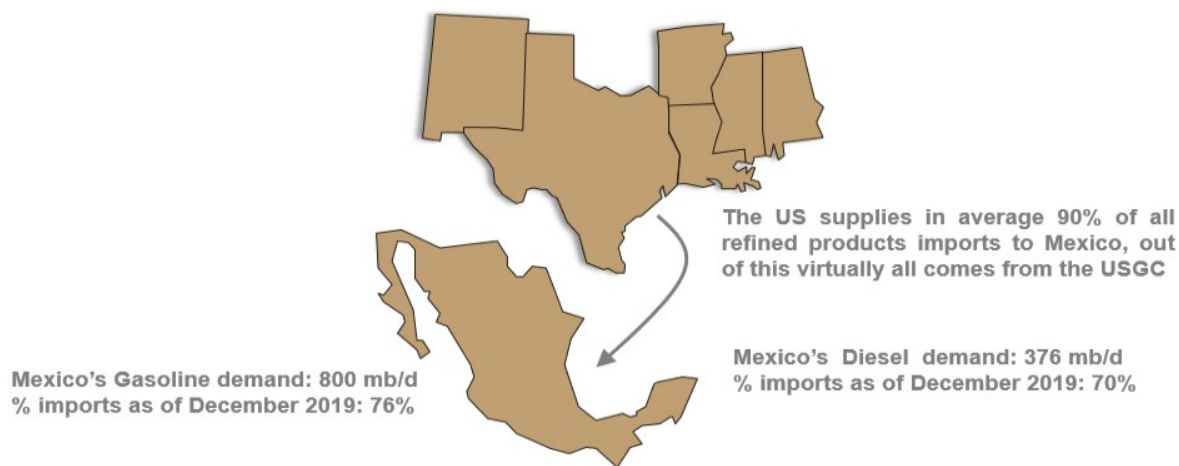 The US supplies in average 90% of all
refined products imports to Mexico, out
of this virtually all comes from the USGC
Mexico's Diesel demand: 376 mb/d
% imports as of December 2019: 70%
Mexico's Gasoline demand: 800 mb/d
% imports as of December 2019: 76%